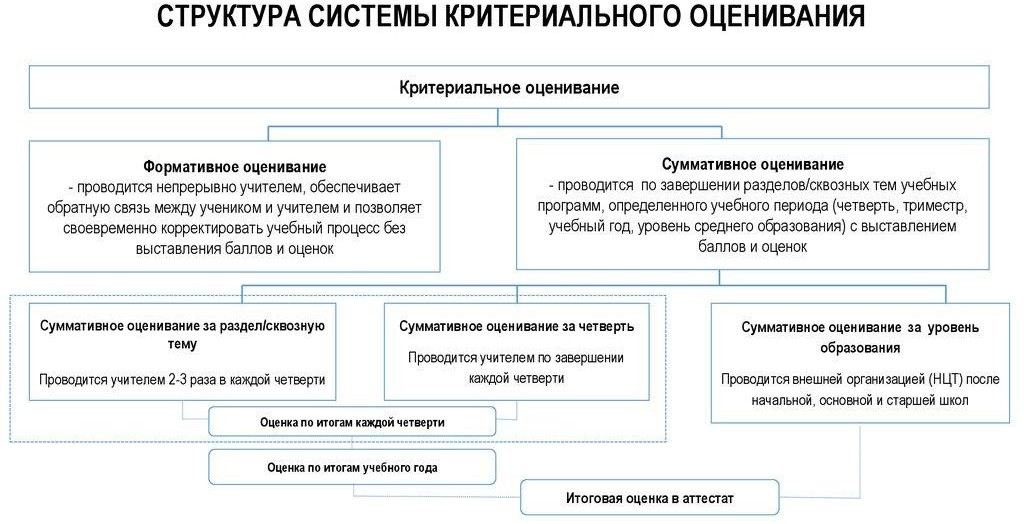 СТРУКТУРА СИСТЕМЫ КРИТЕРИАЛЬНОГО ОЦЕНИВАНИЯ
Критериальное оценивание
Формативное оценивание
- проводится непрерывно учителем, обеспечивает
обратную связь между учеником и учителем и позволяет
своевременно корректировать учебный процесс без
выставления баллов и оценок
Суммативное оценивание
- проводится по завершении разделов/сквозных тем учебных
программ, определенного учебного периода (четверть, триместр,
учебный год, уровень среднего образования) с выставлением
баллов и оценок
Суммативное оценивание за раздел/сквозную
тему
Проводится учителем 2-3 раза в каждой четверти
Суммативное оценивание за четверть
Проводится учителем по завершении
каждой четверти
Суммативное оценивание за уровень
образования
Проводится внешней организацией (НЦТ) после
начальной, основной и старшей школ
Оценка по итогам каждой четверти
Оценка по итогам учебного года
Итоговая оценка в аттестат